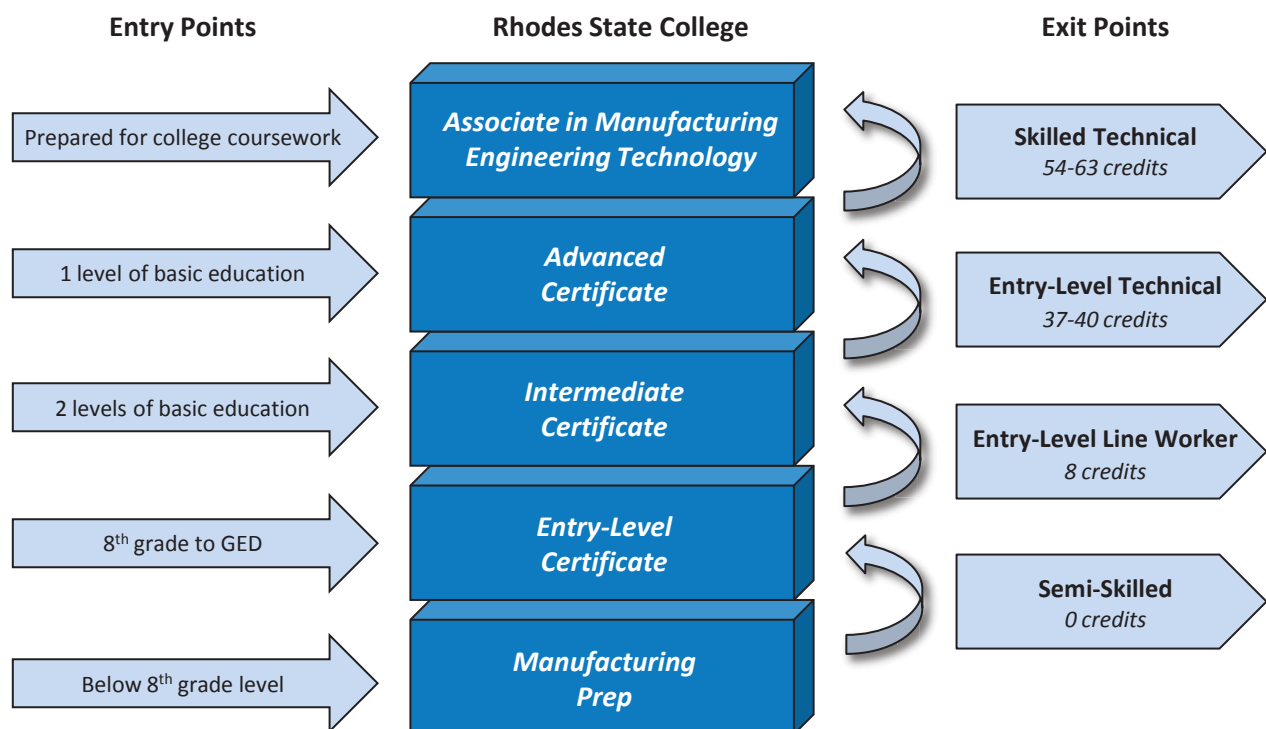 Entry Points
Rhodes State College
Exit Points
Prepared for college coursework
Associate in Manufacturing
Engineering Technology
Skilled Technical
54-63 credits
1 level of basic education
Advanced
Certificate
Entry-Level Technical
37-40 credits
2 levels of basic education
Intermediate
Certificate
Entry-Level Line Worker
8 credits
8th grade to GED
Entry-Level
Certificate
Semi-Skilled
0 credits
Below 8th grade level
Manufacturing
Prep